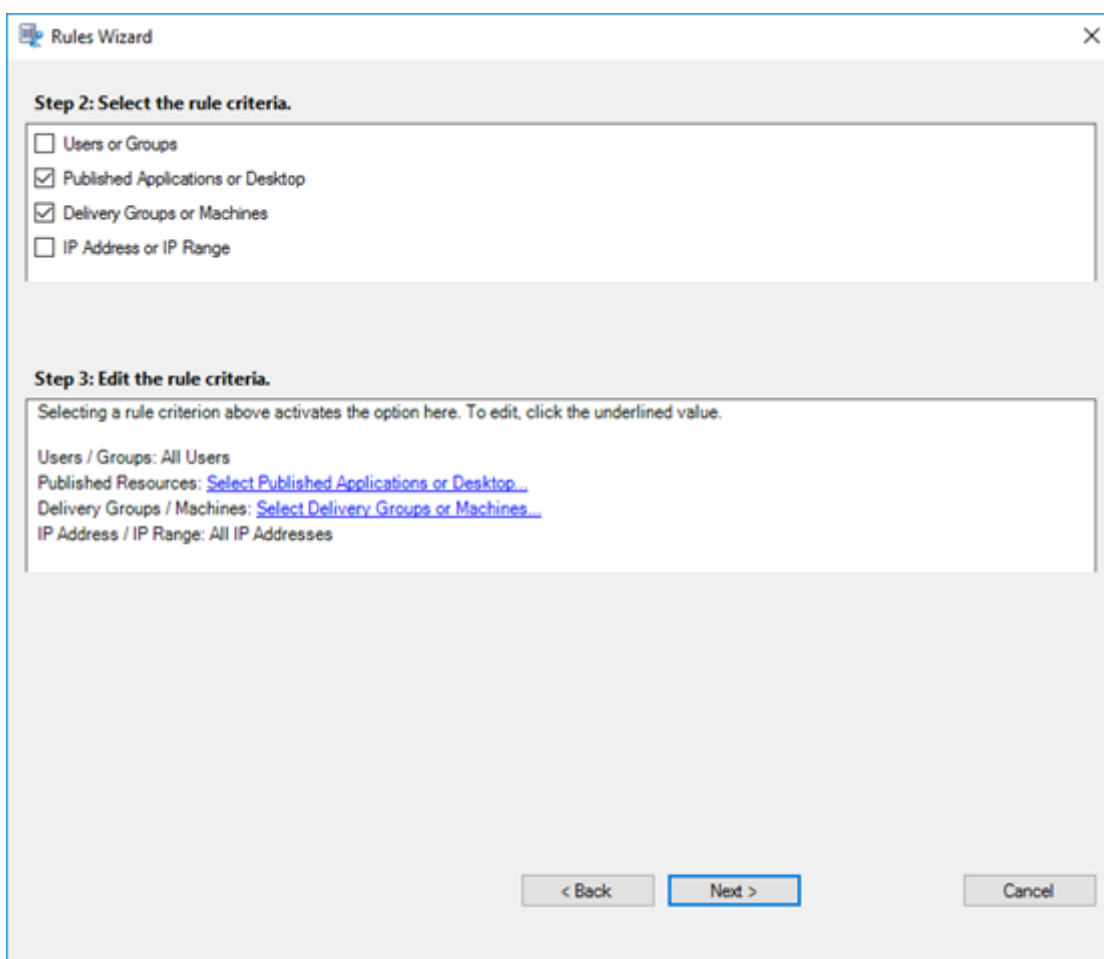 Rules Wizard
Step 2: Select the rule criteria.
Users or Groups
Published Applications or Desktop
Delivery Groups or Machines
IP Address or IP Range
Step 3: Edit the rule criteria.
Selecting a rule criterion above activates the option here. To edit, click the underlined value.
Users / Groups: All Users
Published Resources: Select Published Applications or Desktop...
Delivery Groups / Machines: Select Delivery Groups or Machines...
IP Address / IP Range: All IP Addresses
< Back Next > Cancel